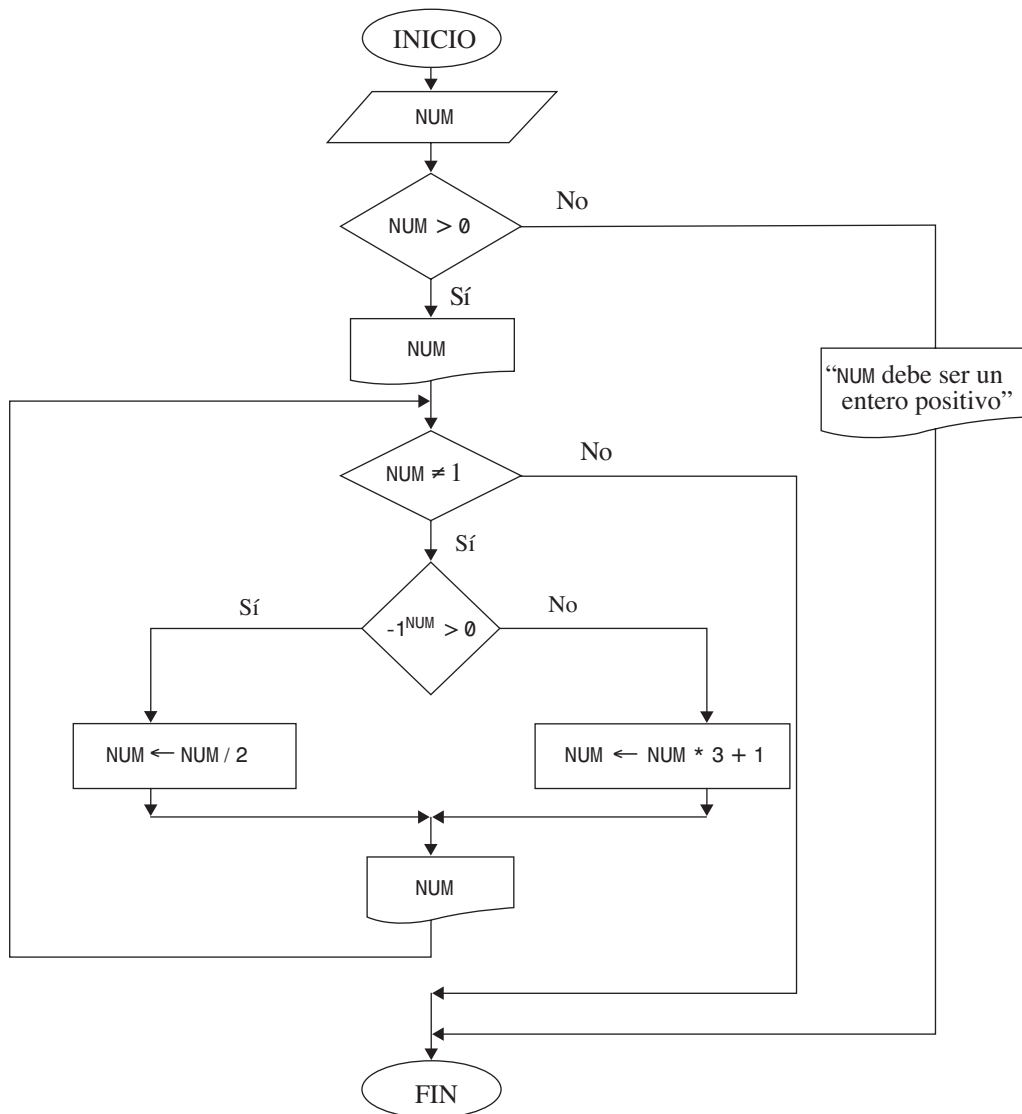 INICIO
NUM
NUM > 0
No
Sí
NUM
“NUM debe ser un
entero positivo”
NUM ≠ 1
No
Sí
-1^NUM > 0
Sí
No
NUM ← NUM / 2
NUM ← NUM * 3 + 1
NUM
FIN